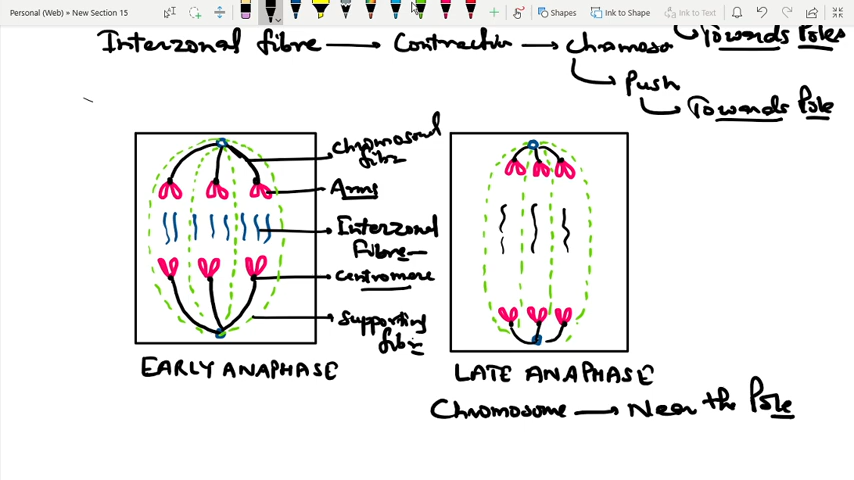 Personal (Web) » New Section 15
Shapes
Ink to Shape
Ink to Text
Towards Poles
Interzonal fibre → Contraction → Chromoso
Push
Towards Pole
Chromosomal
fibre
Arms
Interzonal
Fibre
Centromere
Supporting
fibre
EARLY ANAPHASE
LATE ANAPHASE
Chromosome → Near the Pole